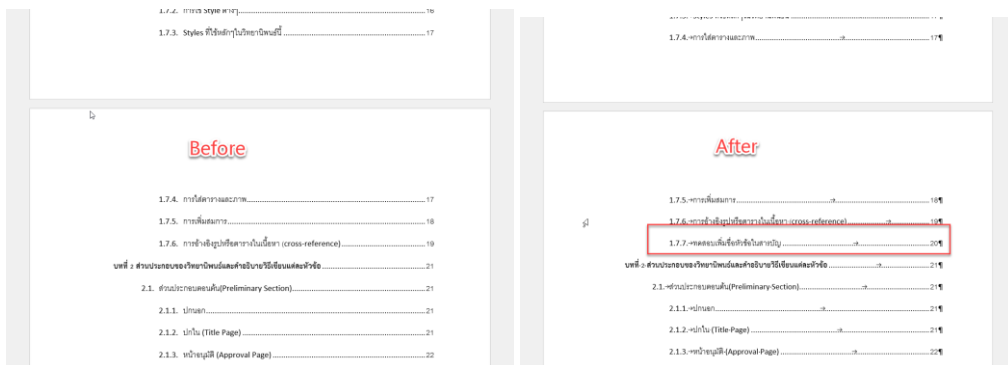 1.7.2. การใช้ Style ต่างๆ 16
1.7.3. Styles ที่ใช้หลักๆในวิทยานิพนธ์นี้ 17
Before
1.7.4. การใส่ตารางและภาพ 17
1.7.5. การเพิ่มสมการ 18
1.7.6. การอ้างอิงรูปหรือตารางในเนื้อหา (cross-reference) 19
บทที่ 2 ส่วนประกอบของวิทยานิพนธ์และคำอธิบายวิธีเขียนแต่ละหัวข้อ 21
2.1. ส่วนประกอบตอนต้น(Preliminary Section) 21
2.1.1. ปกนอก 21
2.1.2. ปกใน (Title Page) 21
2.1.3. หน้าอนุมัติ (Approval Page) 22
1.7.4. การใส่ตารางและภาพ 17
After
1.7.5. การเพิ่มสมการ 18
1.7.6. การอ้างอิงรูปหรือตารางในเนื้อหา (cross-reference) 19
1.7.7. ทดสอบเพิ่มชื่อหัวข้อในสารบัญ 20
บทที่ 2 ส่วนประกอบของวิทยานิพนธ์และคำอธิบายวิธีเขียนแต่ละหัวข้อ 21
2.1. ส่วนประกอบตอนต้น(Preliminary Section) 21
2.1.1. ปกนอก 21
2.1.2. ปกใน (Title Page) 21
2.1.3. หน้าอนุมัติ (Approval Page) 22